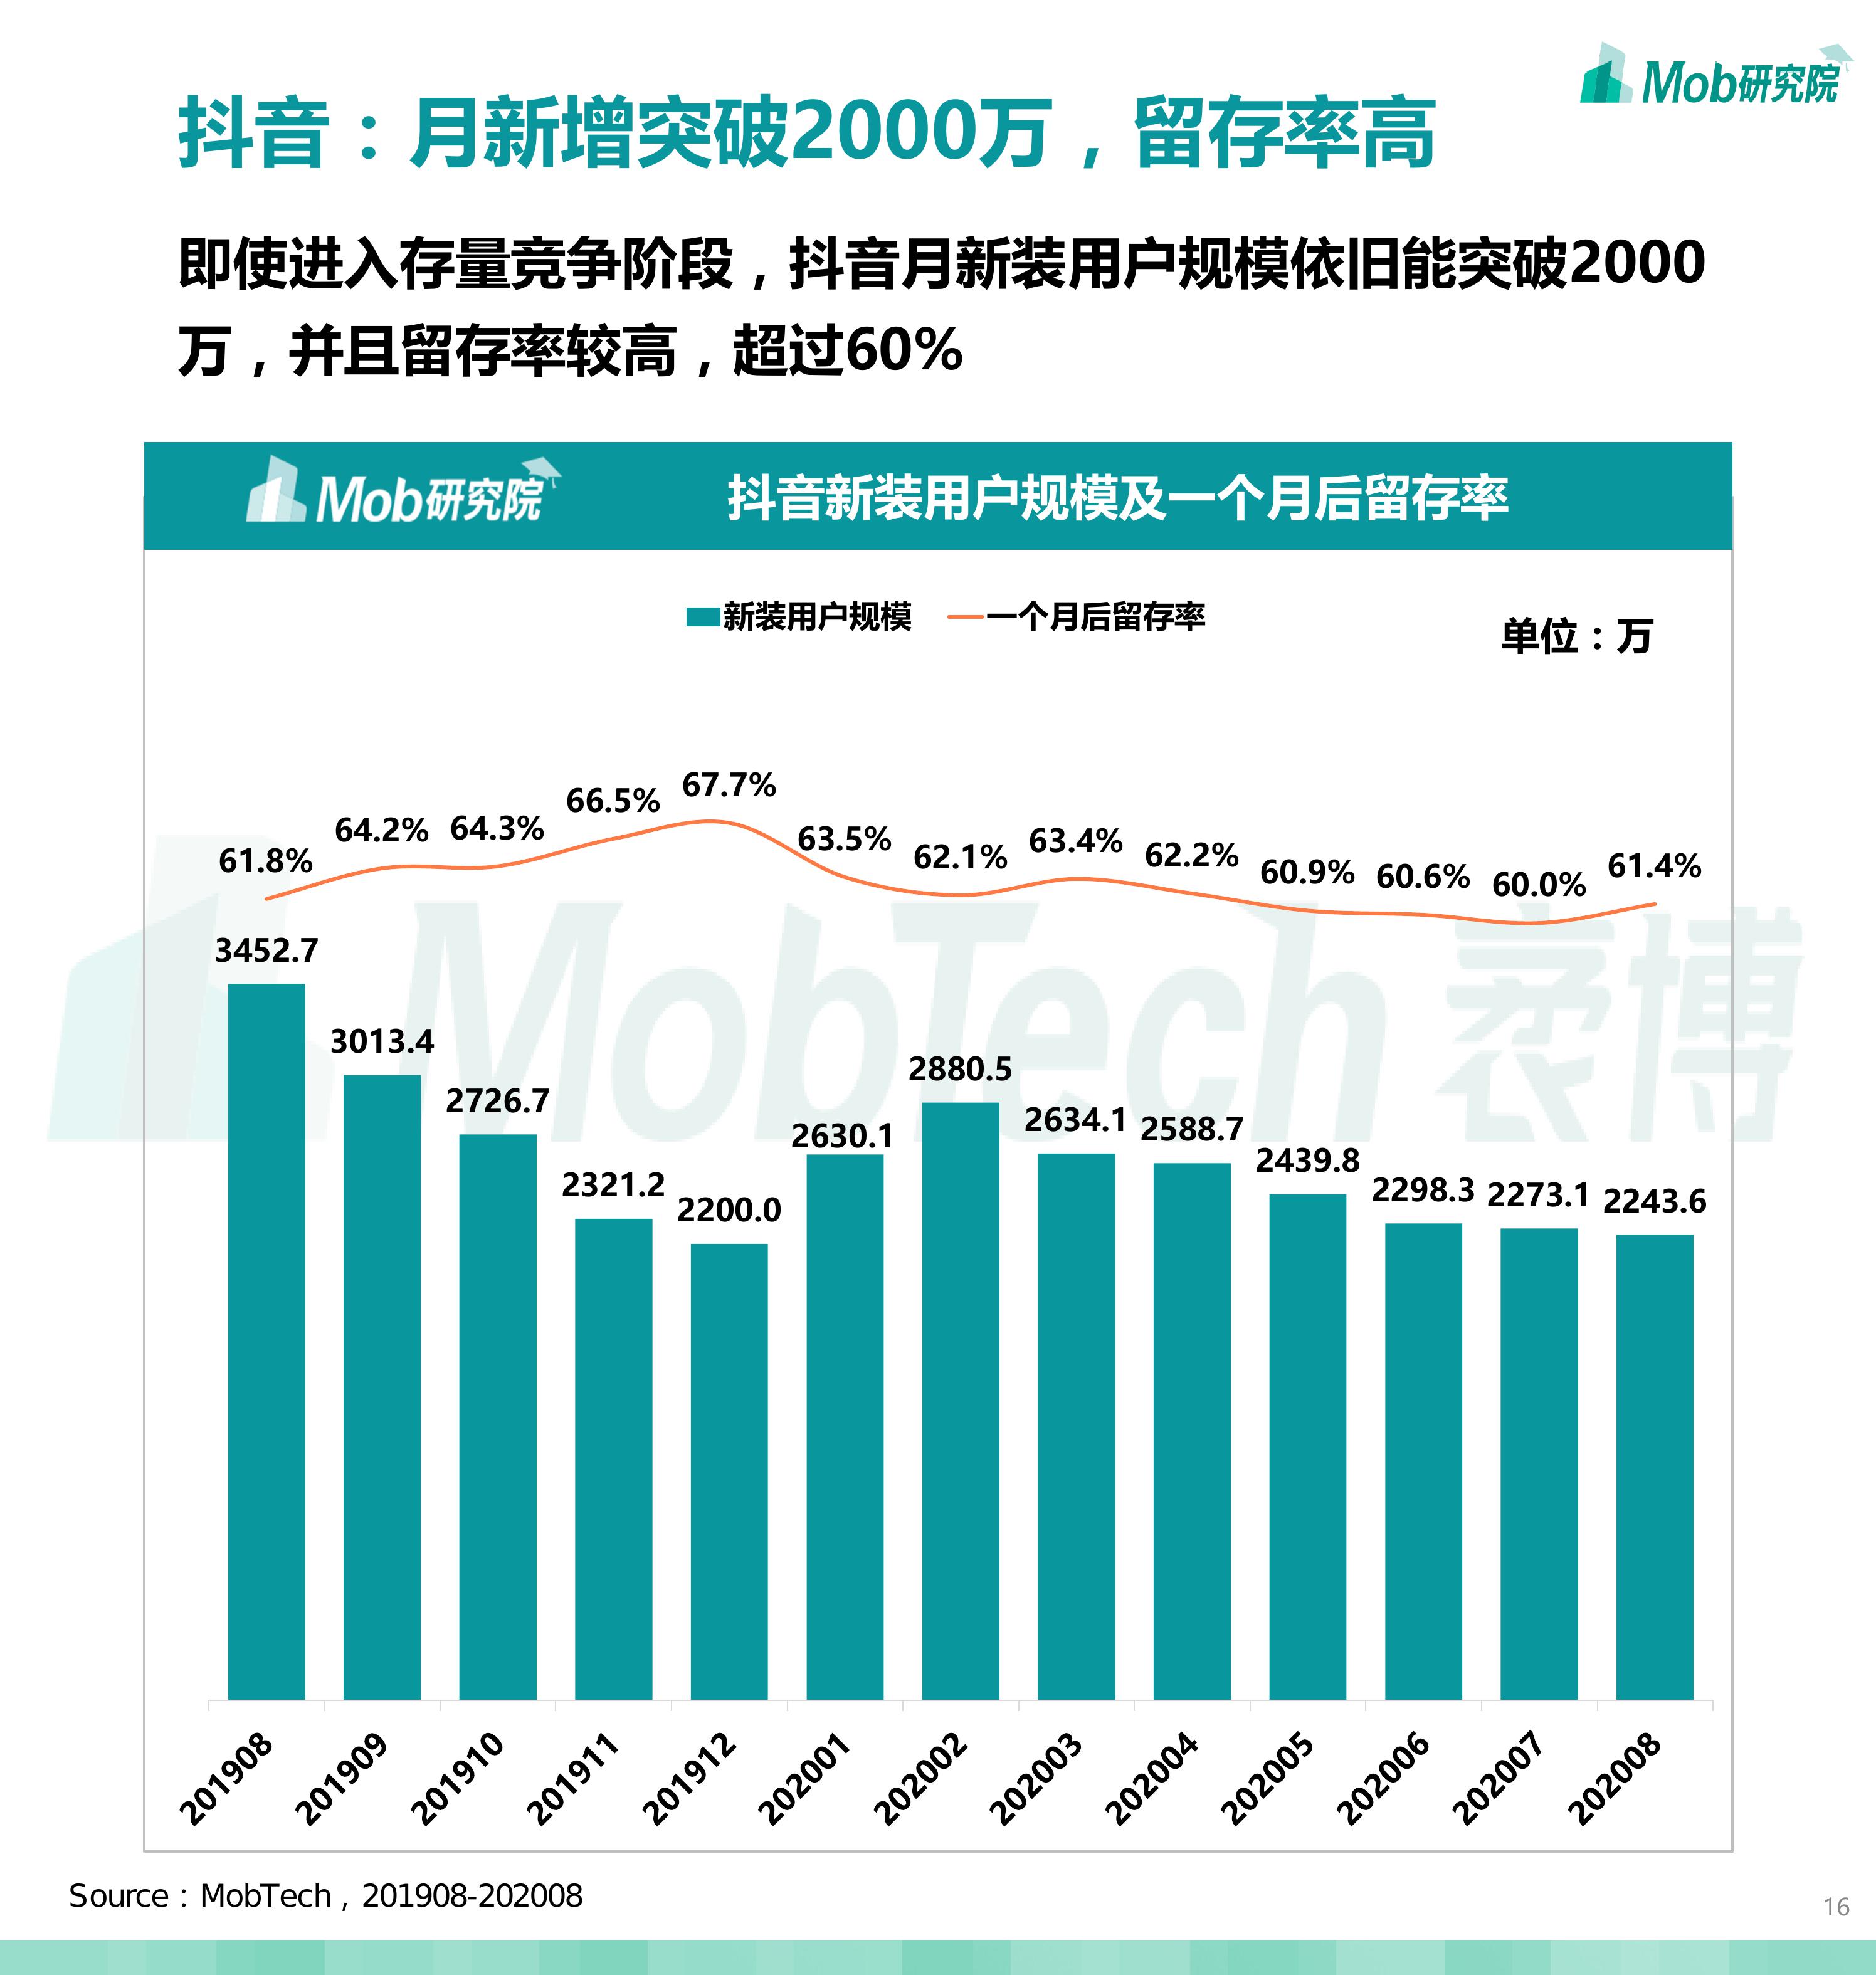 Mob研究院
抖音：月新增突破2000万，留存率高
即使进入存量竞争阶段，抖音月新装用户规模依旧能突破2000
万，并且留存率较高，超过60%
Mob研究院
抖音新装用户规模及一个月后留存率
新装用户规模 一个月后留存率
单位：万
61.8% 64.2% 64.3% 66.5% 67.7% 63.5% 62.1% 63.4% 62.2% 60.9% 60.6% 60.0% 61.4%
MobTech 袤博
3452.7 3013.4 2726.7 2321.2 2200.0 2630.1 2880.5 2634.1 2588.7 2439.8 2298.3 2273.1 2243.6
201908 201909 201910 201911 201912 202001 202002 202003 202004 202005 202006 202007 202008
Source：MobTech，201908-202008
16